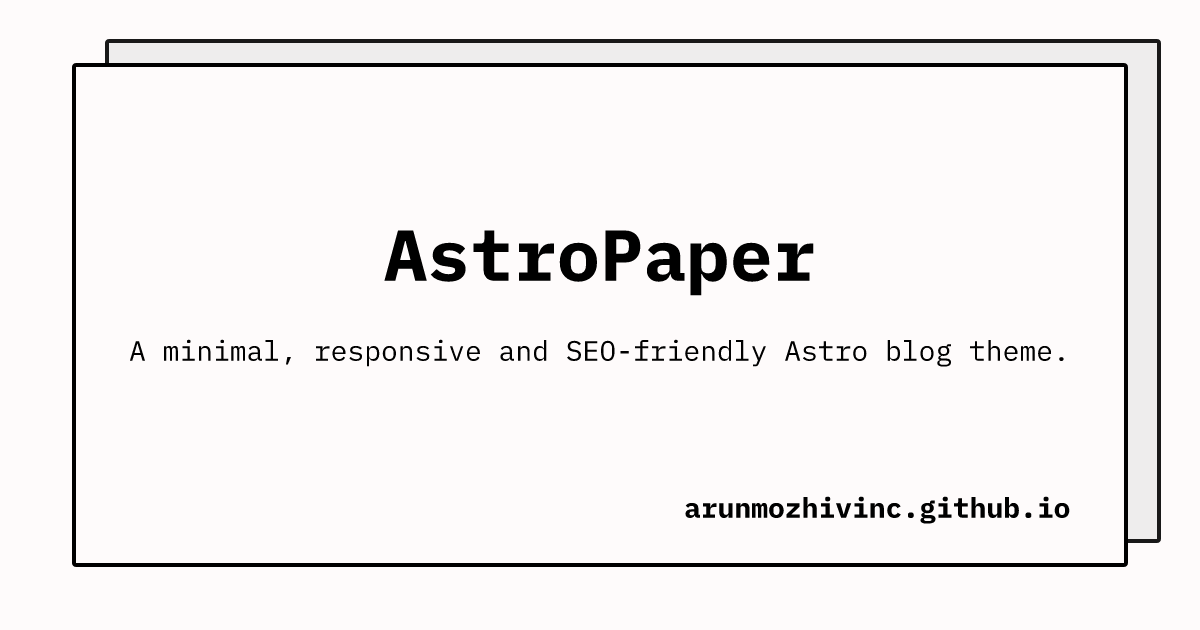 AstroPaper
A minimal, responsive and SEO-friendly Astro blog theme.
arunmozhivinc.github.io